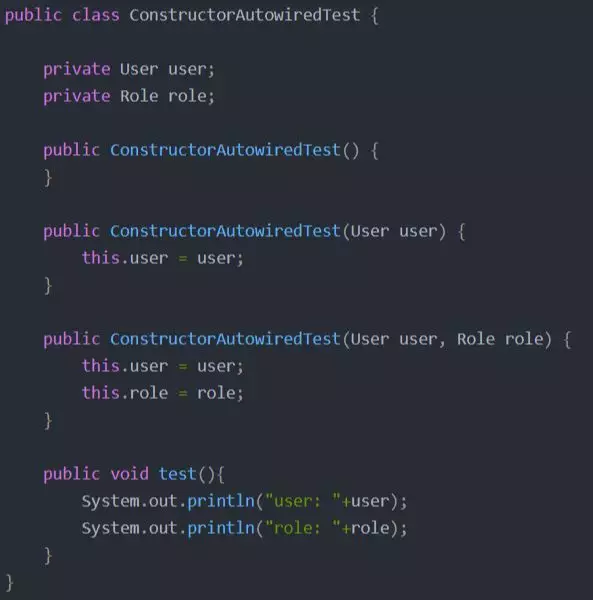 public class ConstructorAutowiredTest {
private User user;
private Role role;
public ConstructorAutowiredTest() {
}
public ConstructorAutowiredTest(User user) {
this.user = user;
}
public ConstructorAutowiredTest(User user, Role role) {
this.user = user;
this.role = role;
}
public void test(){
System.out.println("user: "+user);
System.out.println("role: "+role);
}
}